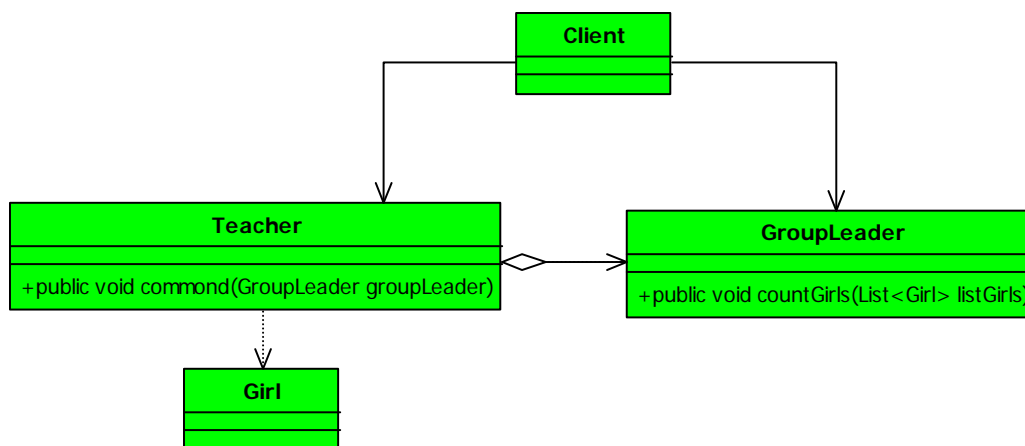 Client
Teacher
+public void commond(GroupLeader groupLeader)
GroupLeader
+public void countGirls(List<Girl> listGirls)
Girl